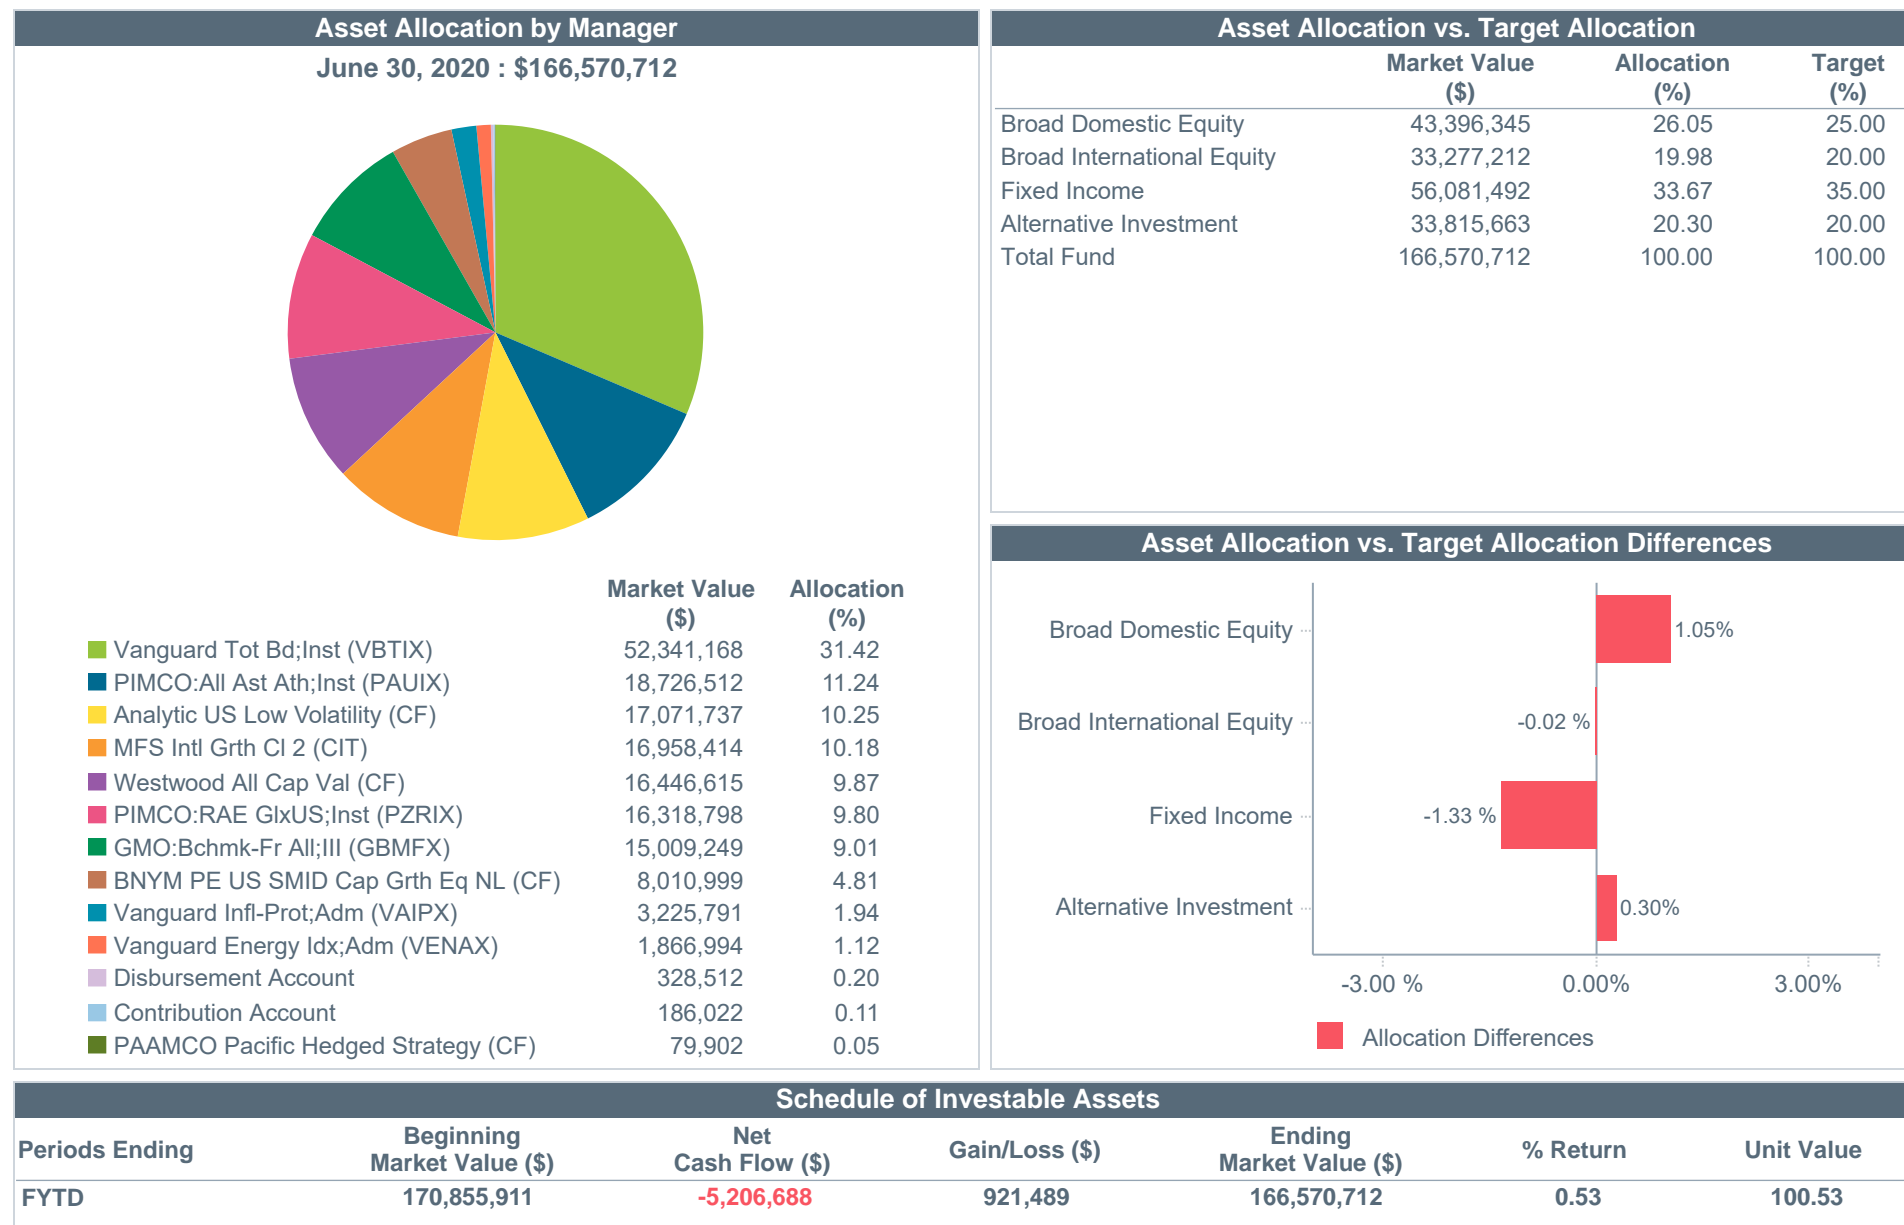 Asset Allocation by Manager
June 30, 2020 : $166,570,712
Market Value Allocation
($) (%)
Vanguard Tot Bd;Inst (VBTIX) 52,341,168 31.42
PIMCO:All Ast Ath;Inst (PAUIX) 18,726,512 11.24
Analytic US Low Volatility (CF) 17,071,737 10.25
MFS Intl Grth Cl 2 (CIT) 16,958,414 10.18
Westwood All Cap Val (CF) 16,446,615 9.87
PIMCO:RAE GlxUS;Inst (PZRIX) 16,318,798 9.80
GMO:Bchmk-Fr All;III (GBMFX) 15,009,249 9.01
BNYM PE US SMID Cap Grth Eq NL (CF) 8,010,999 4.81
Vanguard Infl-Prot;Adm (VAIPX) 3,225,791 1.94
Vanguard Energy Idx;Adm (VENAX) 1,866,994 1.12
Disbursement Account 328,512 0.20
Contribution Account 186,022 0.11
PAAMCO Pacific Hedged Strategy (CF) 79,902 0.05
Asset Allocation vs. Target Allocation
Market Value Allocation Target
($) (%) (%)
Broad Domestic Equity 43,396,345 26.05 25.00
Broad International Equity 33,277,212 19.98 20.00
Fixed Income 56,081,492 33.67 35.00
Alternative Investment 33,815,663 20.30 20.00
Total Fund 166,570,712 100.00 100.00
Asset Allocation vs. Target Allocation Differences
Broad Domestic Equity 1.05%
Broad International Equity -0.02 %
Fixed Income -1.33 %
Alternative Investment 0.30%
-3.00 % 0.00% 3.00%
Allocation Differences
Schedule of Investable Assets
Periods Ending Beginning Market Value ($) Net Cash Flow ($) Gain/Loss ($) Ending Market Value ($) % Return Unit Value
FYTD 170,855,911 -5,206,688 921,489 166,570,712 0.53 100.53